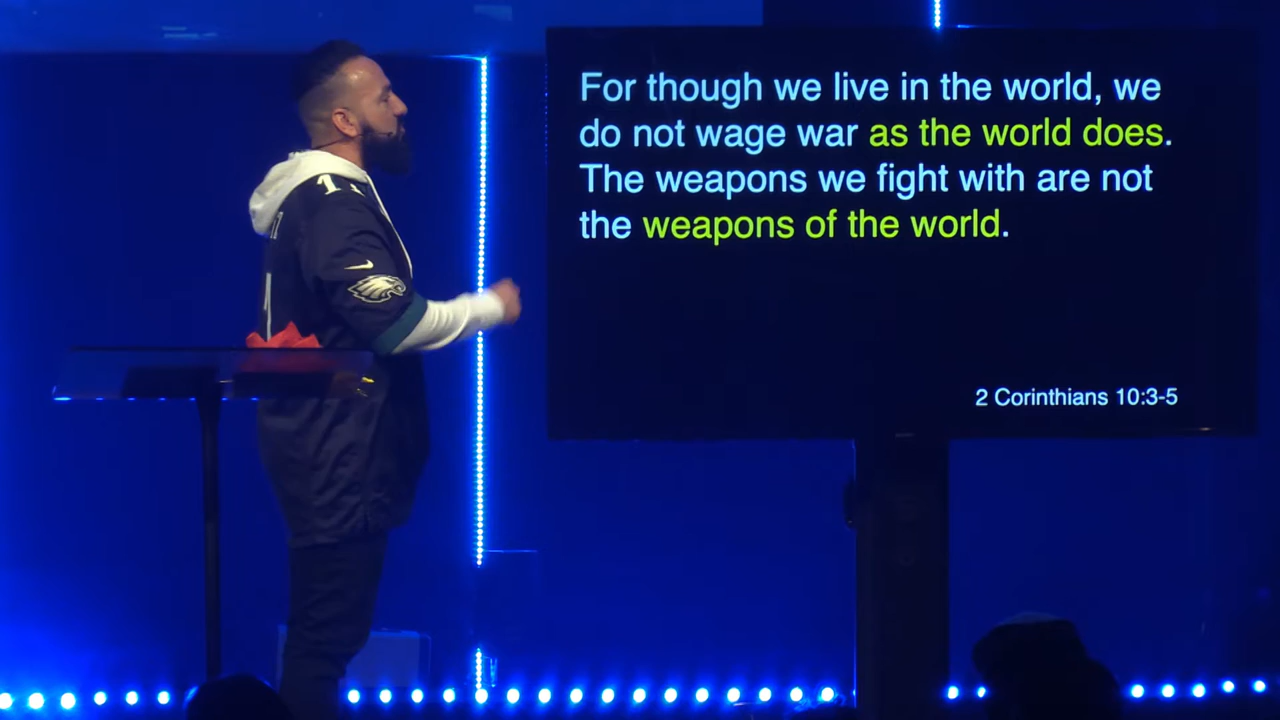 For though we live in the world, we
do not wage war as the world does.
The weapons we fight with are not
the weapons of the world.
2 Corinthians 10:3-5
1